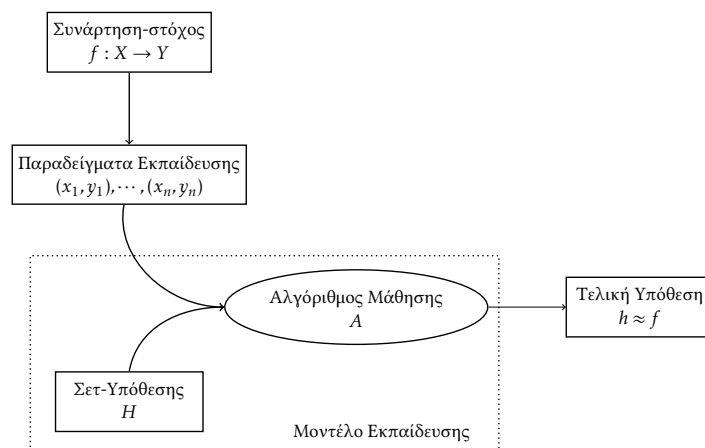 Συνάρτηση-στόχος
f : X → Y
Παραδείγματα Εκπαίδευσης
(x₁, y₁), ⋯ , (xₙ, yₙ)
Αλγόριθμος Μάθησης
A
Τελική Υπόθεση
h ≈ f
Σετ-Υπόθεσης
H
Μοντέλο Εκπαίδευσης